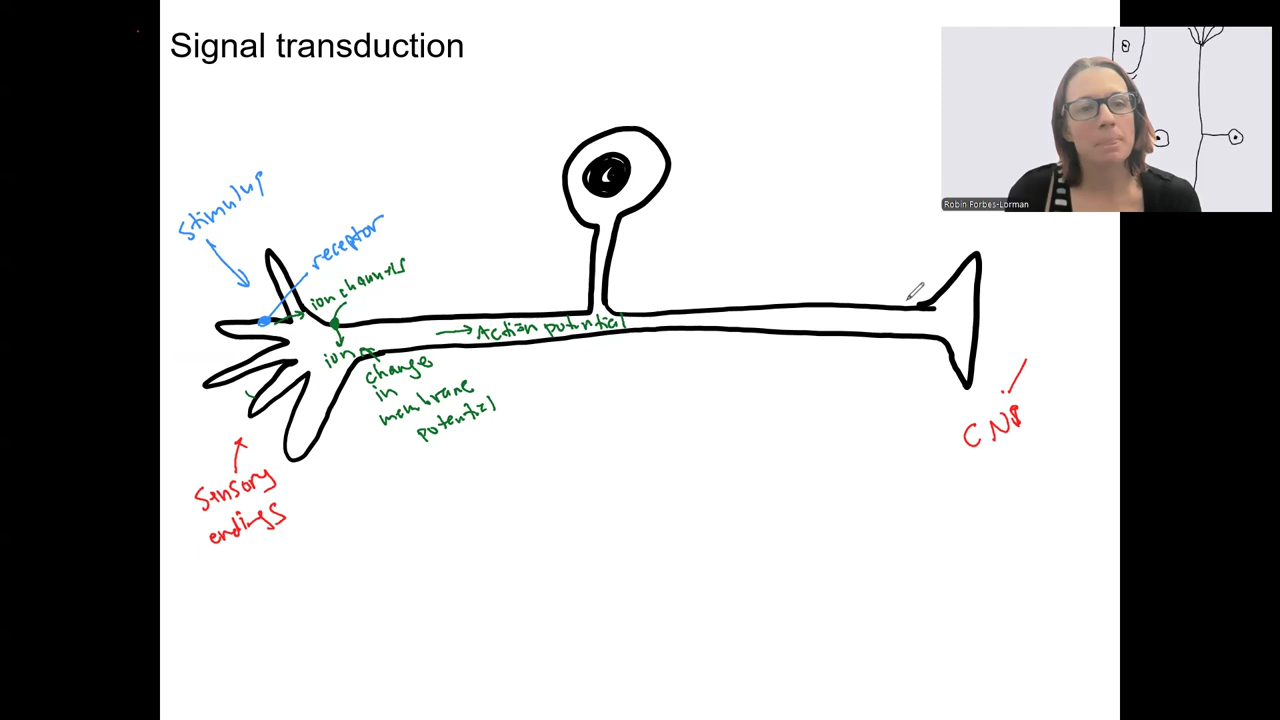 Signal transduction
Robin Forbes-Lorman
stimulus
receptor
ion channels
ions
change
in
membrane
potential
→ Action potential
Sensory
endings
CNS